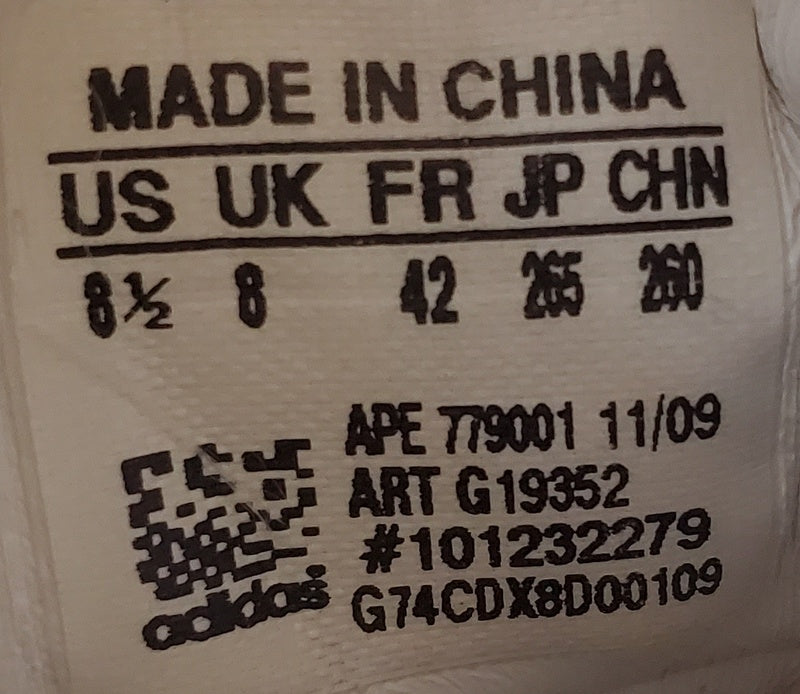 MADE IN CHINA
US UK FR JP CHN
8½ 8 42 265 260
APE 779001 11/09
ART G19352
#101232279
G74CDX8D00109
adidas